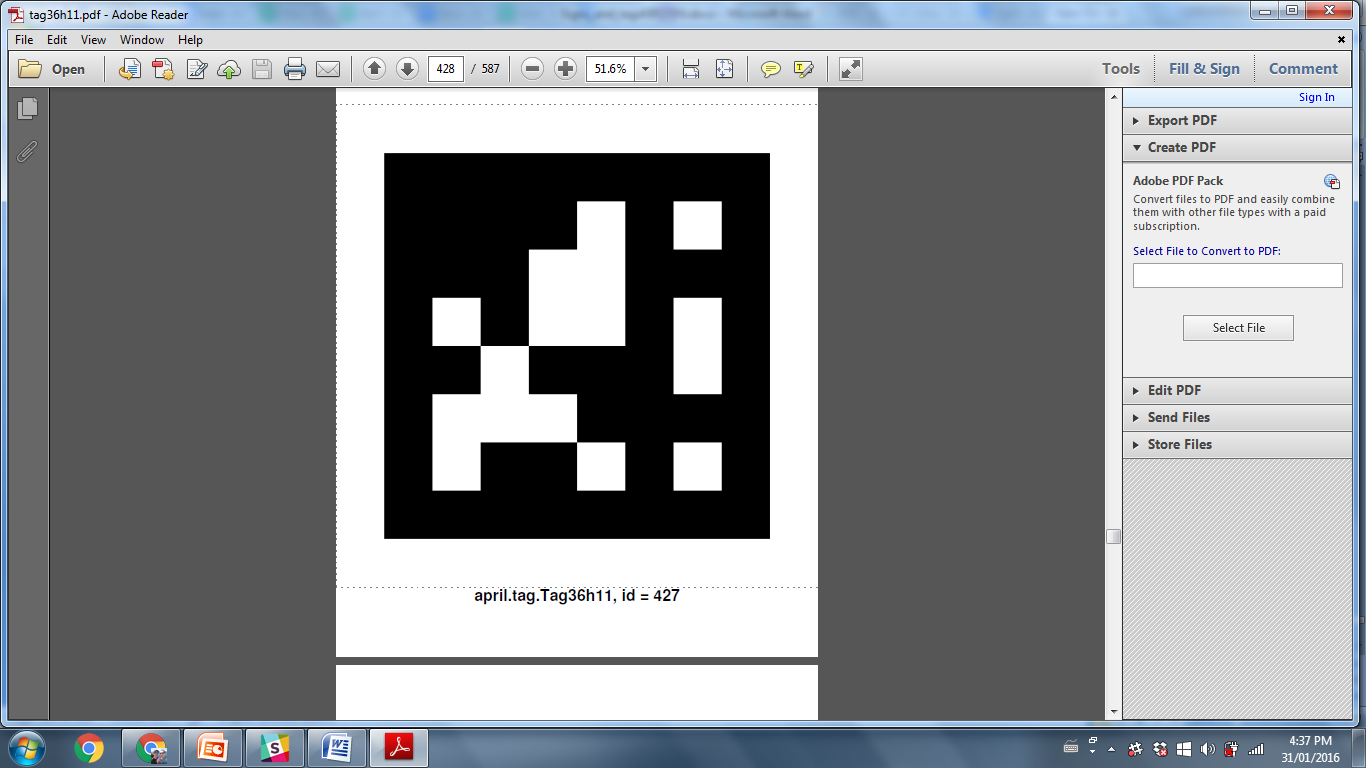 tag36h11.pdf - Adobe Reader
File Edit View Window Help
Open 428 / 587 51.6% Tools Fill & Sign Comment
Sign In
Export PDF
Create PDF
Adobe PDF Pack
Convert files to PDF and easily combine
them with other file types with a paid
subscription.
Select File to Convert to PDF:
Select File
Edit PDF
Send Files
Store Files
april.tag.Tag36h11, id = 427
4:37 PM
31/01/2016